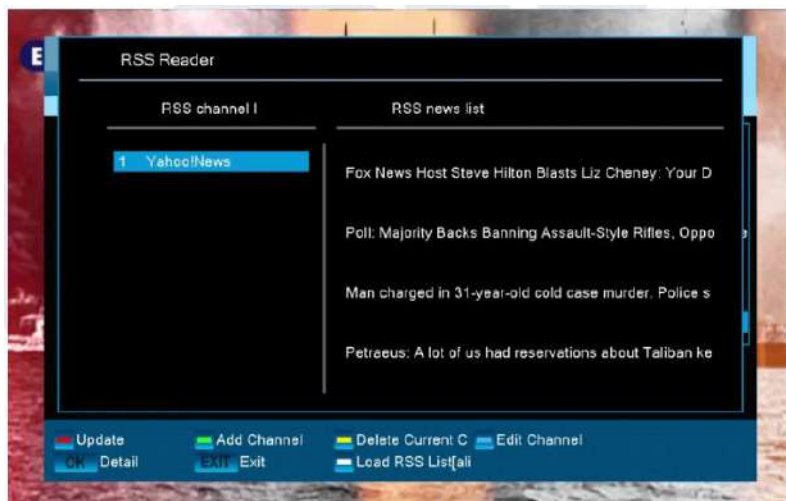 E
RSS Reader
RSS channel l
RSS news list
1 Yahoo!News
Fox News Host Steve Hilton Blasts Liz Cheney: Your D
Poll: Majority Backs Banning Assault-Style Rifles, Oppo
Man charged in 31-year-old cold case murder. Police s
Petraeus: A lot of us had reservations about Taliban ke
Update Add Channel Delete Current C Edit Channel
OK Detail EXIT Exit Load RSS List[ali